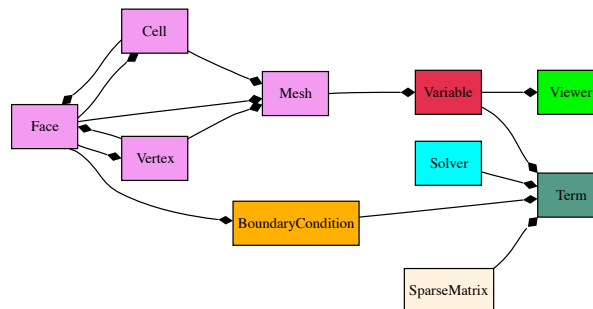 Cell
Mesh
Variable
Viewer
Face
Vertex
Solver
Term
BoundaryCondition
SparseMatrix